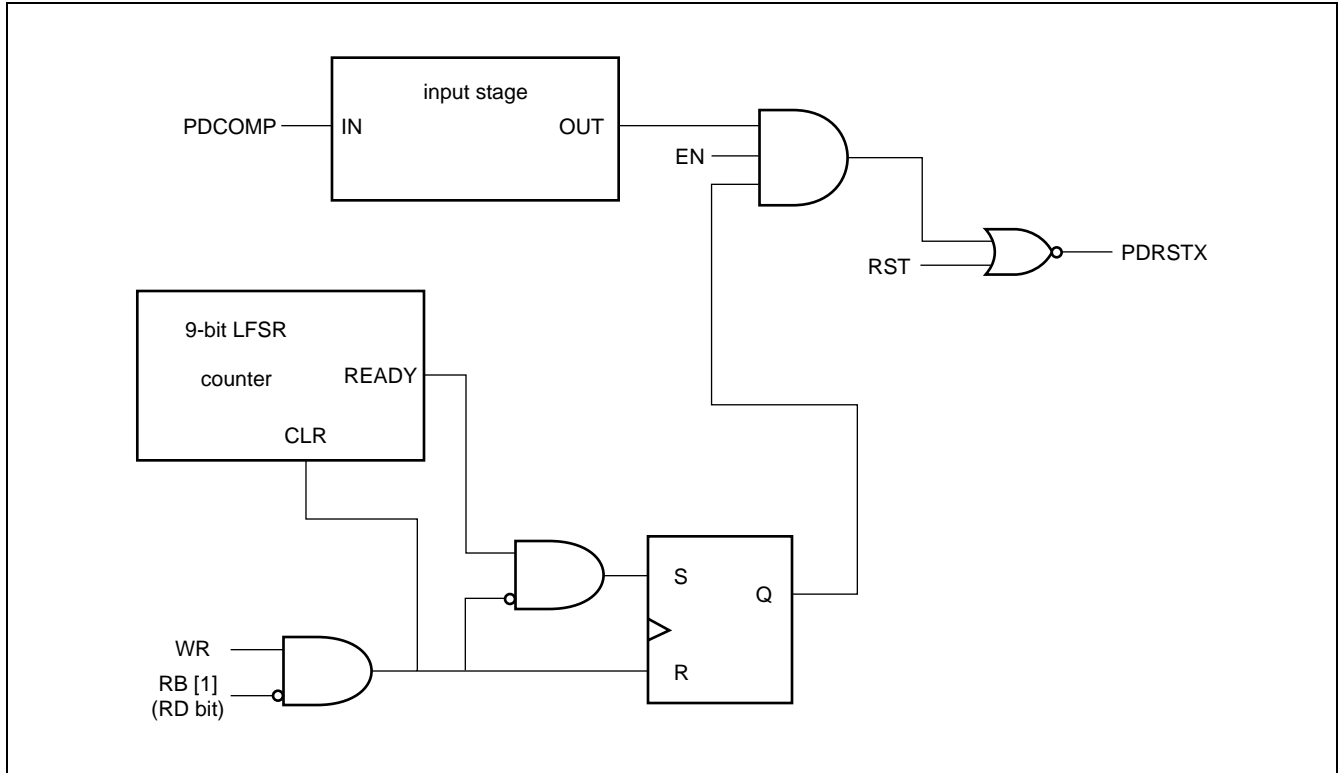 input stage
PDCOMP
IN
OUT
EN
RST
PDRSTX
9-bit LFSR
counter
READY
CLR
S
Q
R
WR
RB [1]
(RD bit)